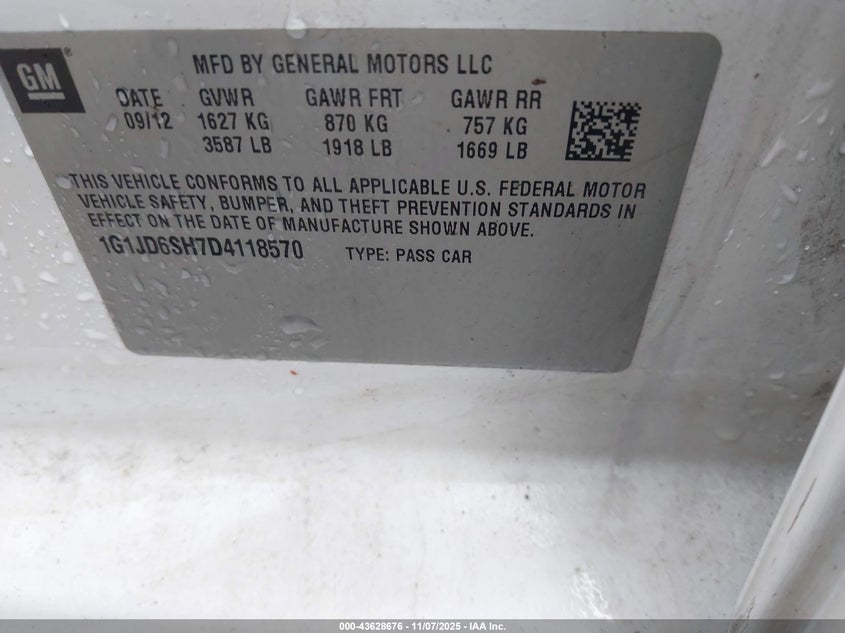 GM
MFD BY GENERAL MOTORS LLC
DATE GVWR GAWR FRT GAWR RR
09/12 1627 KG 870 KG 757 KG
3587 LB 1918 LB 1669 LB
THIS VEHICLE CONFORMS TO ALL APPLICABLE U.S. FEDERAL MOTOR
VEHICLE SAFETY, BUMPER, AND THEFT PREVENTION STANDARDS IN
EFFECT ON THE DATE OF MANUFACTURE SHOWN ABOVE.
1G1JD6SH7D4118570 TYPE: PASS CAR
000-43628676 | 11/07/2025 - IAA Inc.